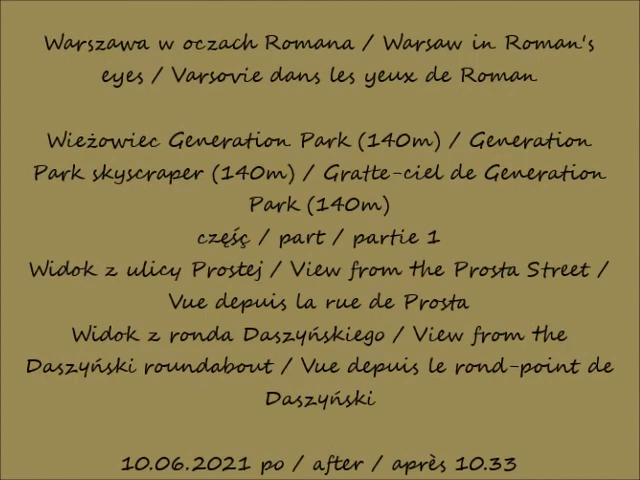 Warszawa w oczach Romana / Warsaw in Roman's
eyes / Varsovie dans les yeux de Roman
Wieżowiec Generation Park (140m) / Generation
Park skyscraper (140m) / Gratte-ciel de Generation
Park (140m)
częśç / part / partie 1
Widok z ulicy Prostej / View from the Prosta Street /
Vue depuis la rue de Prosta
Widok z ronda Daszyńskiego / View from the
Daszyński roundabout / Vue depuis le rond-point de
Daszyński
10.06.2021 po / after / après 10.33